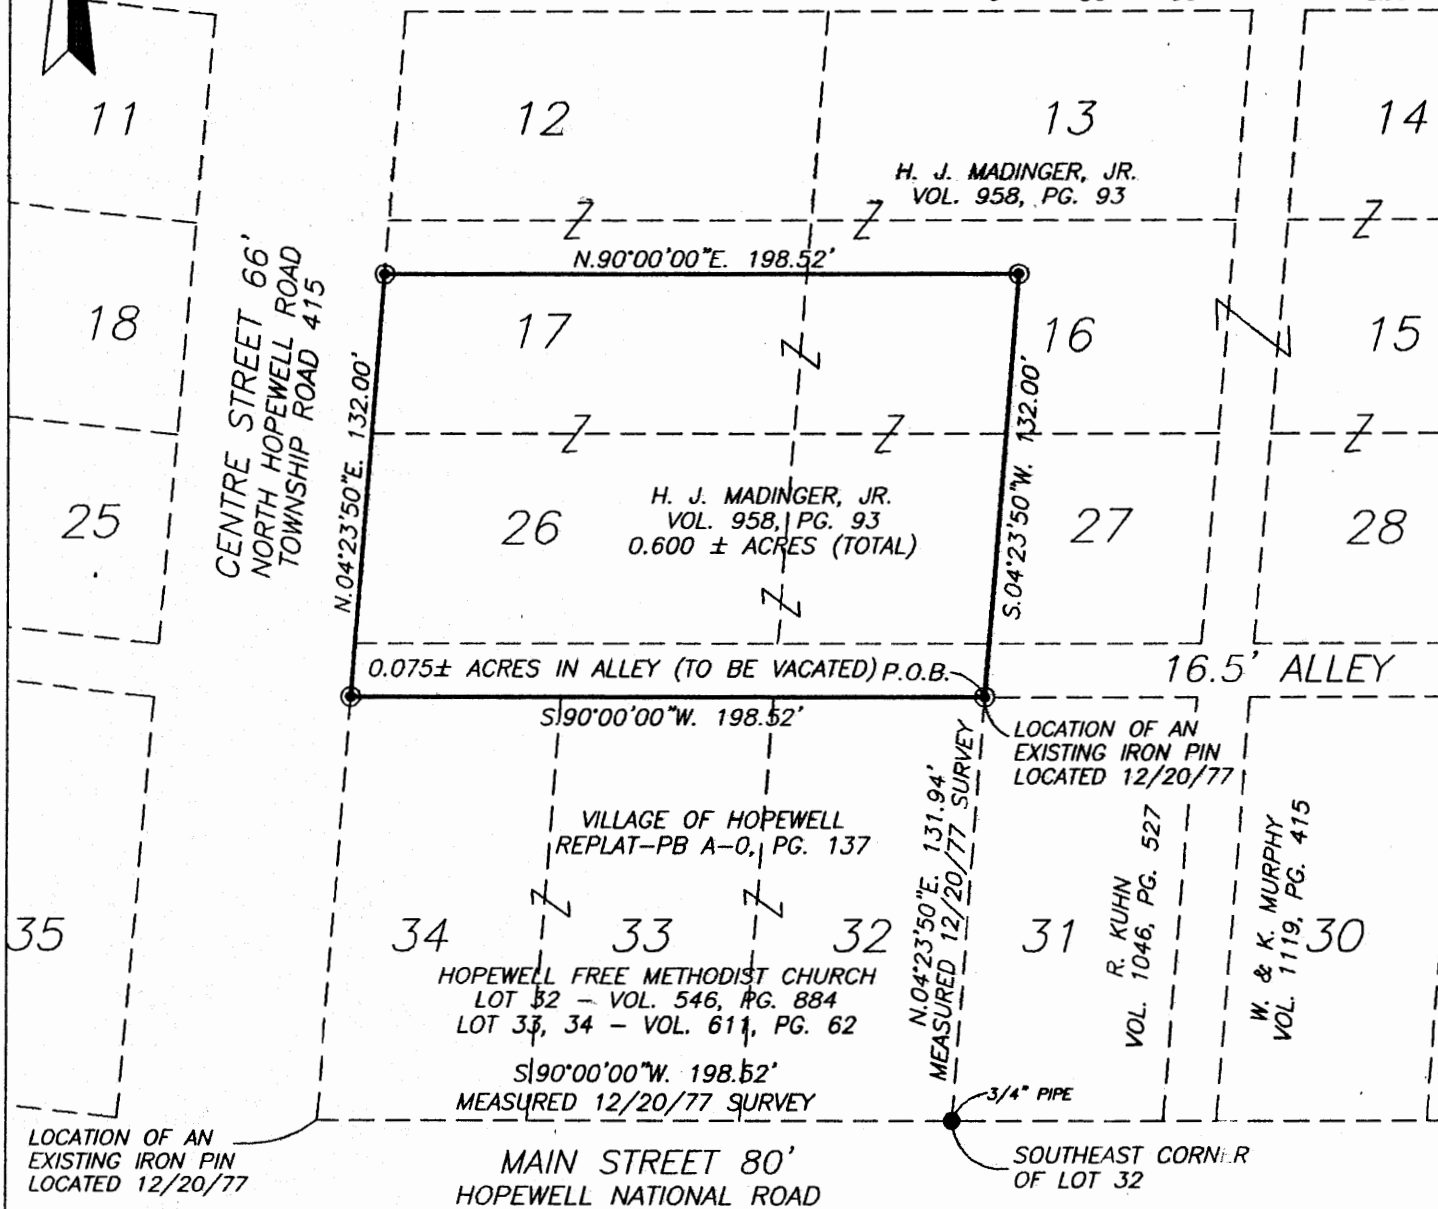 11
12
13
14
H. J. MADINGER, JR.
VOL. 958, PG. 93
N.90°00'00"E. 198.52'
CENTRE STREET 66'
NORTH HOPEWELL ROAD
TOWNSHIP ROAD 415
18
17
16
15
N.04°23'50"E. 132.00'
S.04°23'50"W. 132.00'
25
26
H. J. MADINGER, JR.
VOL. 958, PG. 93
0.600 ± ACRES (TOTAL)
27
28
0.075± ACRES IN ALLEY (TO BE VACATED) P.O.B.
16.5' ALLEY
S.90°00'00"W. 198.52'
LOCATION OF AN
EXISTING IRON PIN
LOCATED 12/20/77
VILLAGE OF HOPEWELL
REPLAT-PB A-0, PG. 137
N.04°23'50"E. 131.94'
MEASURED 12/20/77 SURVEY
R. KUHN
VOL. 1046, PG. 527
W. & K. MURPHY
VOL. 1119, PG. 415
35
34
33
32
31
30
HOPEWELL FREE METHODIST CHURCH
LOT 32 - VOL. 546, PG. 884
LOT 33, 34 - VOL. 611, PG. 62
S.90°00'00"W. 198.52'
MEASURED 12/20/77 SURVEY
3/4" PIPE
LOCATION OF AN
EXISTING IRON PIN
LOCATED 12/20/77
MAIN STREET 80'
HOPEWELL NATIONAL ROAD
SOUTHEAST CORNER
OF LOT 32